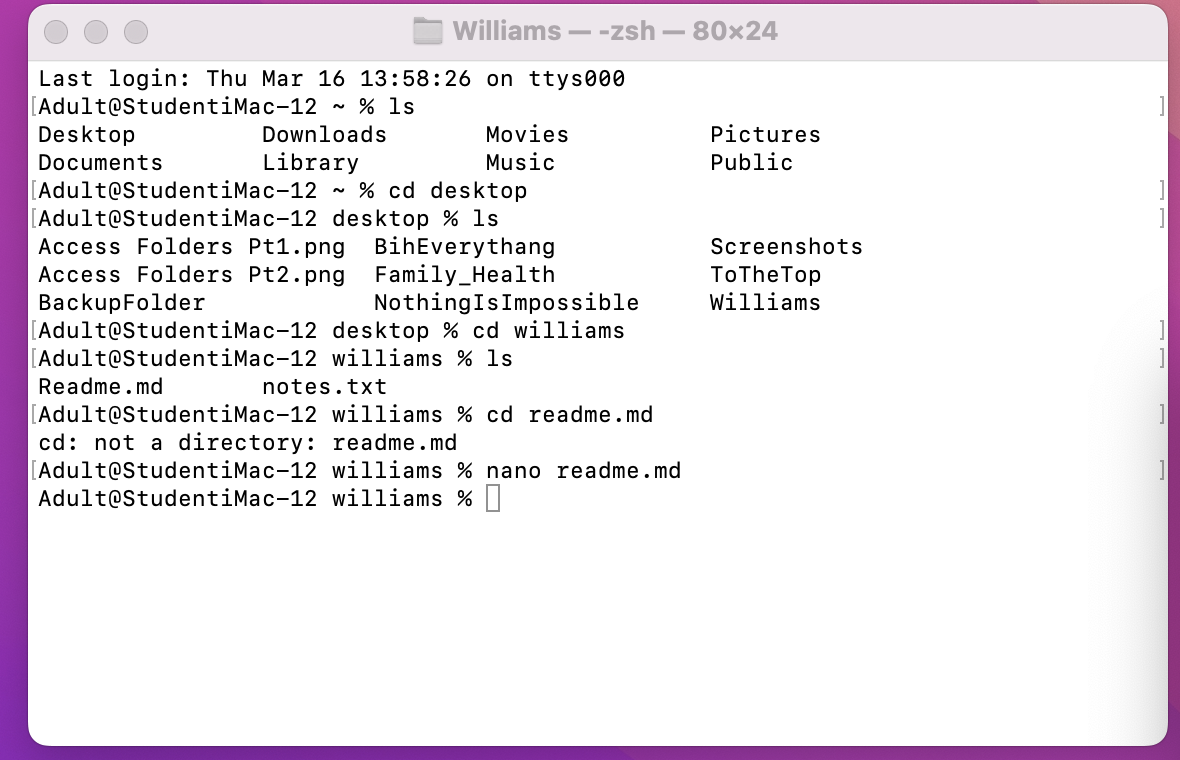 Williams — -zsh — 80×24
Last login: Thu Mar 16 13:58:26 on ttys000
[Adult@StudentiMac-12 ~ % ls ]
Desktop Downloads Movies Pictures
Documents Library Music Public
[Adult@StudentiMac-12 ~ % cd desktop ]
[Adult@StudentiMac-12 desktop % ls ]
Access Folders Pt1.png BihEverythang Screenshots
Access Folders Pt2.png Family_Health ToTheTop
BackupFolder NothingIsImpossible Williams
[Adult@StudentiMac-12 desktop % cd williams ]
[Adult@StudentiMac-12 williams % ls ]
Readme.md notes.txt
[Adult@StudentiMac-12 williams % cd readme.md ]
cd: not a directory: readme.md
[Adult@StudentiMac-12 williams % nano readme.md ]
Adult@StudentiMac-12 williams %